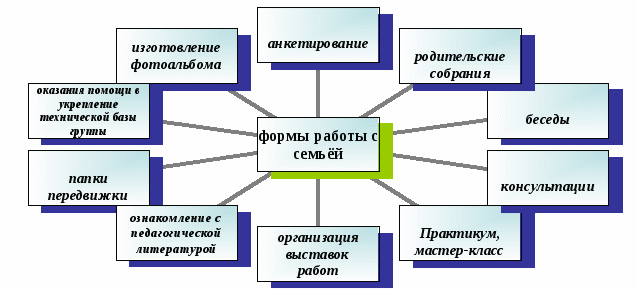 изготовление
фотоальбома
анкетирование
родительские
собрания
оказания помощи в
укрепление
технической базы
группы
беседы
формы работы с
семьёй
папки
передвижки
консультации
ознакомление с
педагогической
литературой
организация
выставок
работ
Практикум,
мастер-класс